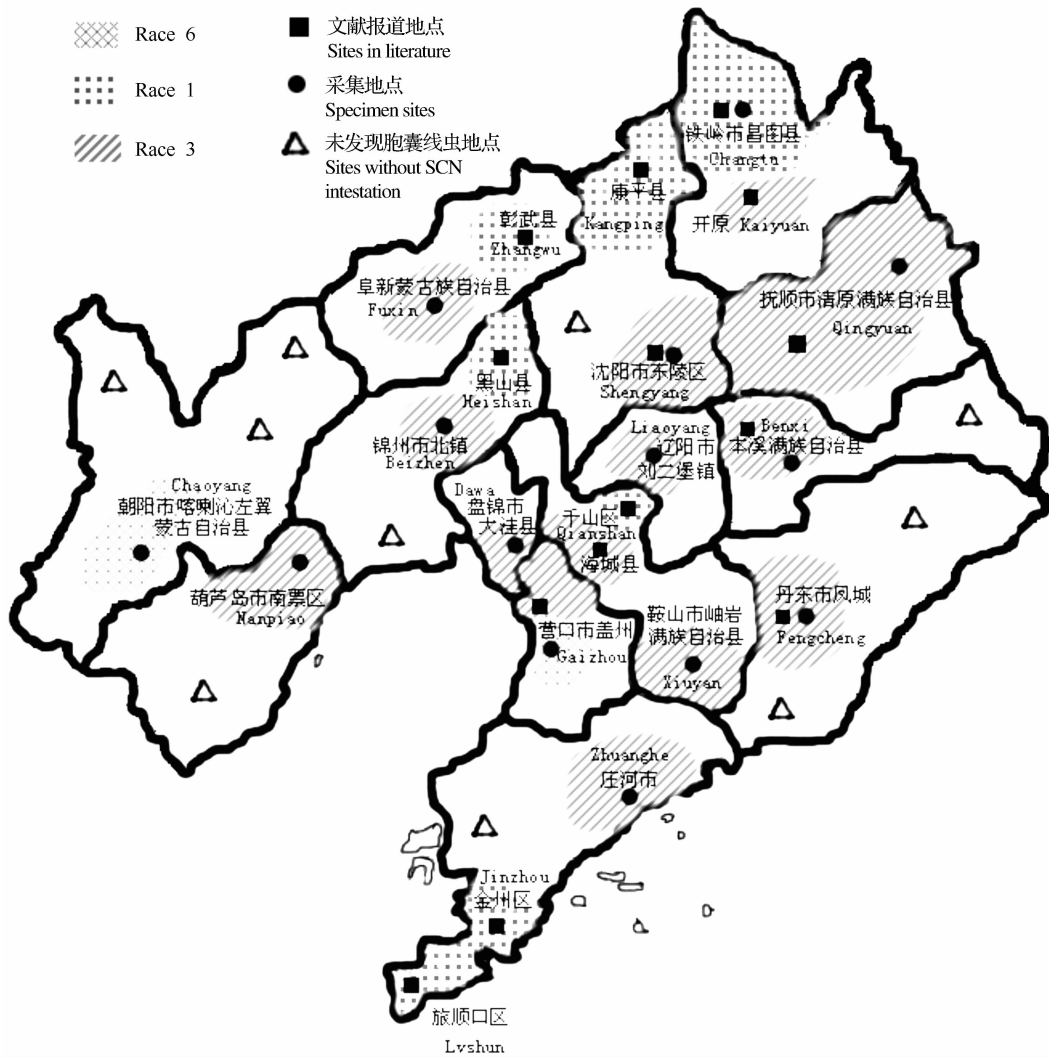 Race 6
文献报道地点
Sites in literature
Race 1
采集地点
Specimen sites
Race 3
未发现胞囊线虫地点
Sites without SCN
intestation
铁岭市昌图县
Changtu
康平县
Kangping
开原 Kaiyuan
彰武县
Zhangwu
阜新蒙古族自治县
Fuxin
抚顺市清原满族自治县
Qingyuan
黑山县
Heishan
沈阳市东陵区
Shengyang
锦州市北镇
Beizhen
Liaoyang
辽阳市
刘二堡镇
Benxi
本溪满族自治县
Chaoyang
朝阳市喀喇沁左翼
蒙古自治县
Dawa
盘锦市
大洼县
千山区
Qianshan
海城县
葫芦岛市南票区
Nanpiao
营口市盖州
Gaizhou
鞍山市岫岩
满族自治县
Xiuyan
丹东市凤城
Fengcheng
Zhuanghe
庄河市
Jinzhou
金州区
旅顺口区
Lvshun